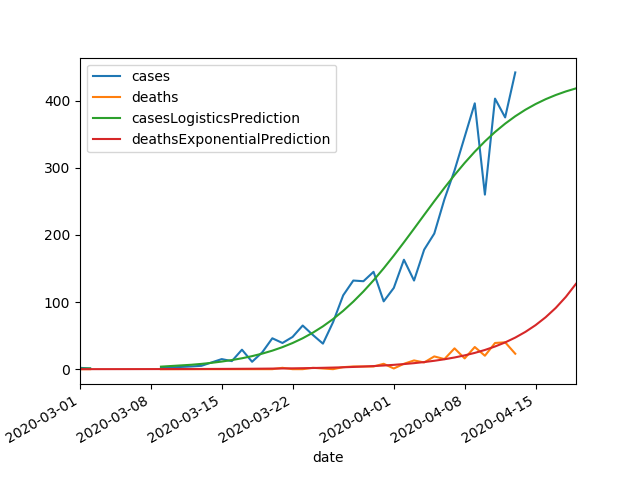 cases
deaths
casesLogisticsPrediction
deathsExponentialPrediction
400
300
200
100
0
2020-03-01
2020-03-08
2020-03-15
2020-03-22
2020-04-01
2020-04-08
2020-04-15
date